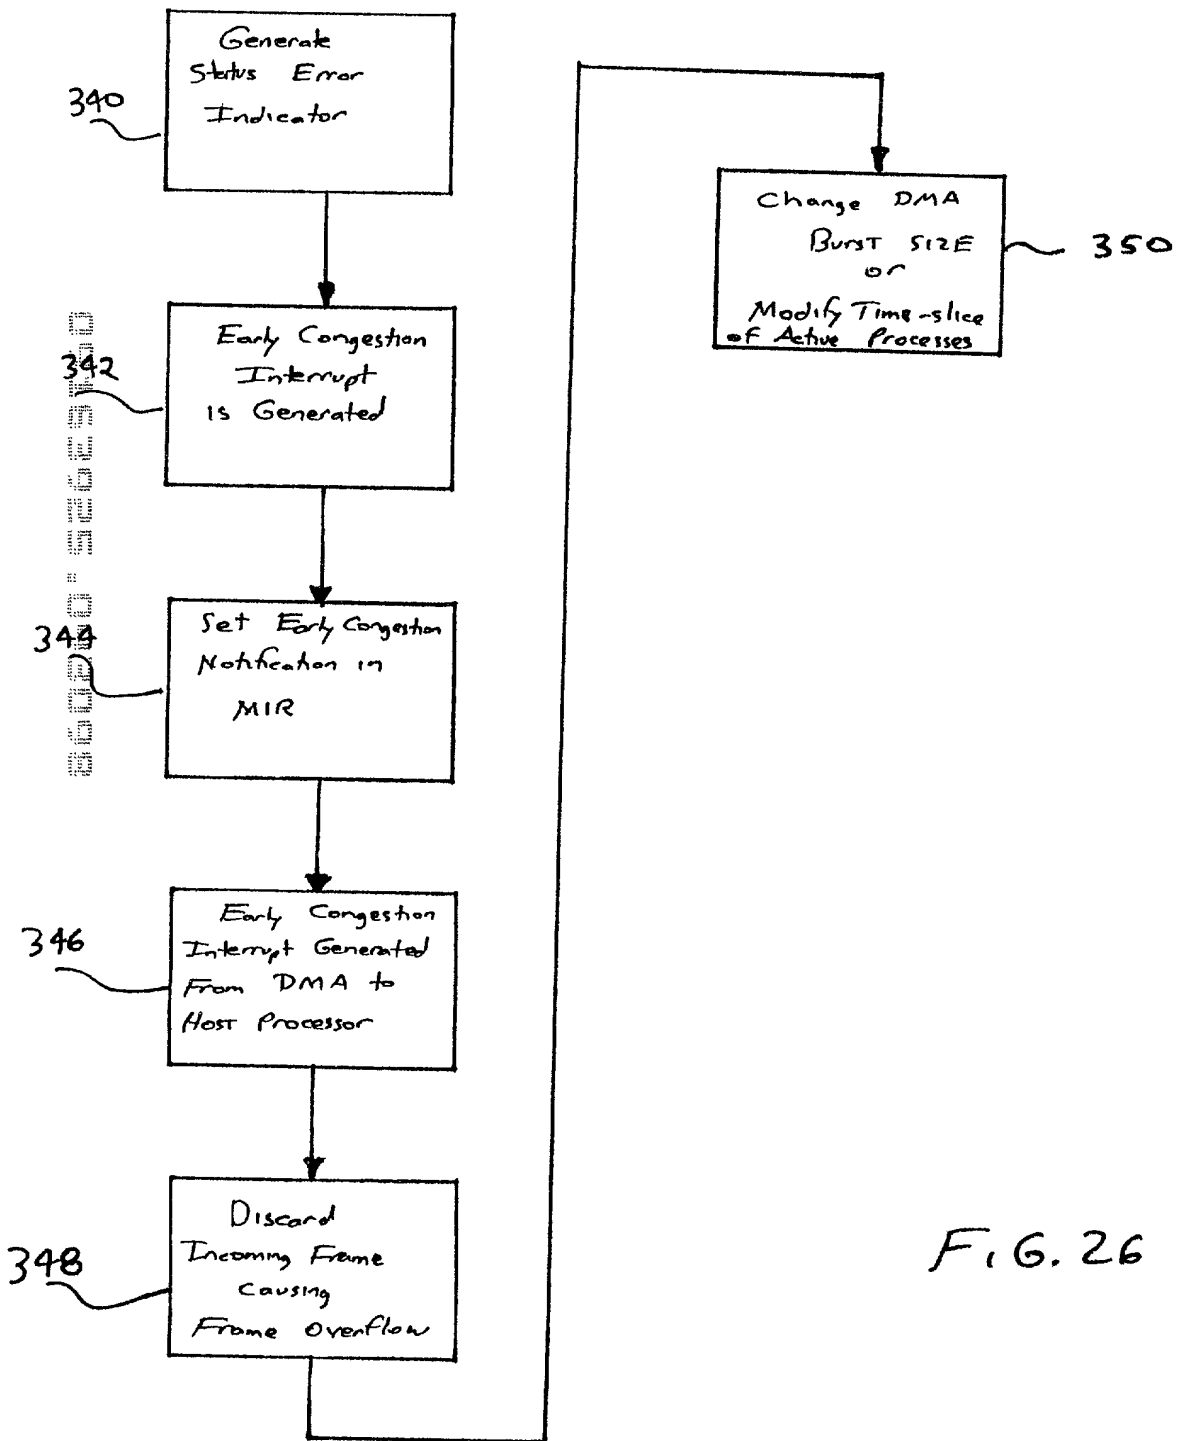 Generate
Status Error
Indicator
340
Early Congestion
Interrupt
is Generated
342
Set Early Congestion
Notification in
MIR
344
Early Congestion
Interrupt Generated
From DMA to
Host Processor
346
Discard
Incoming Frame
Causing
Frame Overflow
348
Change DMA
Burst SIZE
or
Modify Time-slice
of Active Processes
350
FIG. 26